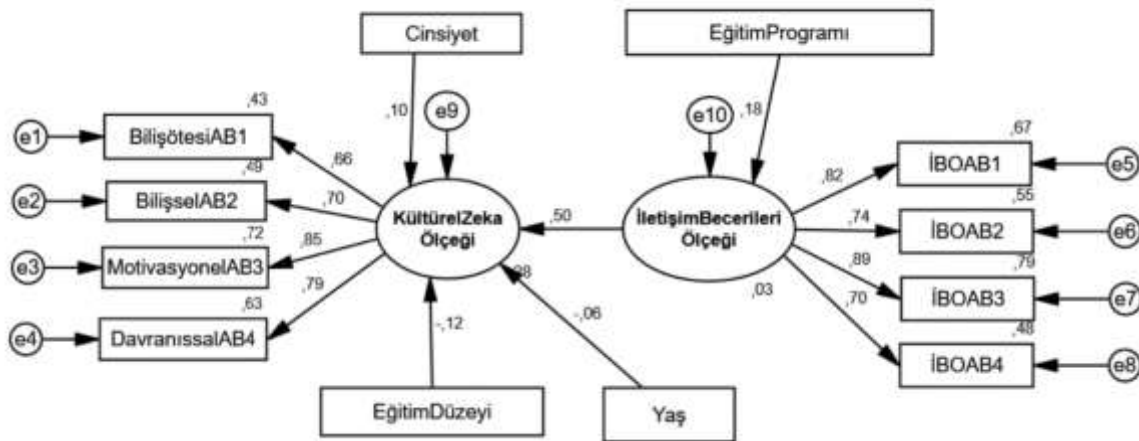 Cinsiyet
EğitimProgramı
,43
,10
e9
e10
,18
,67
e1
BilişötesiAB1
,66
,82
İBOAB1
e5
,49
,55
e2
BilişselAB2
,70
KültürelZeka
Ölçeği
,50
İletişimBecerileri
Ölçeği
,74
İBOAB2
e6
,72
,85
,79
e3
MotivasyonelAB3
,89
İBOAB3
e7
,03
,63
,79
,70
,48
e4
DavranıssalAB4
-,12
-,06
İBOAB4
e8
EğitimDüzeyi
Yaş